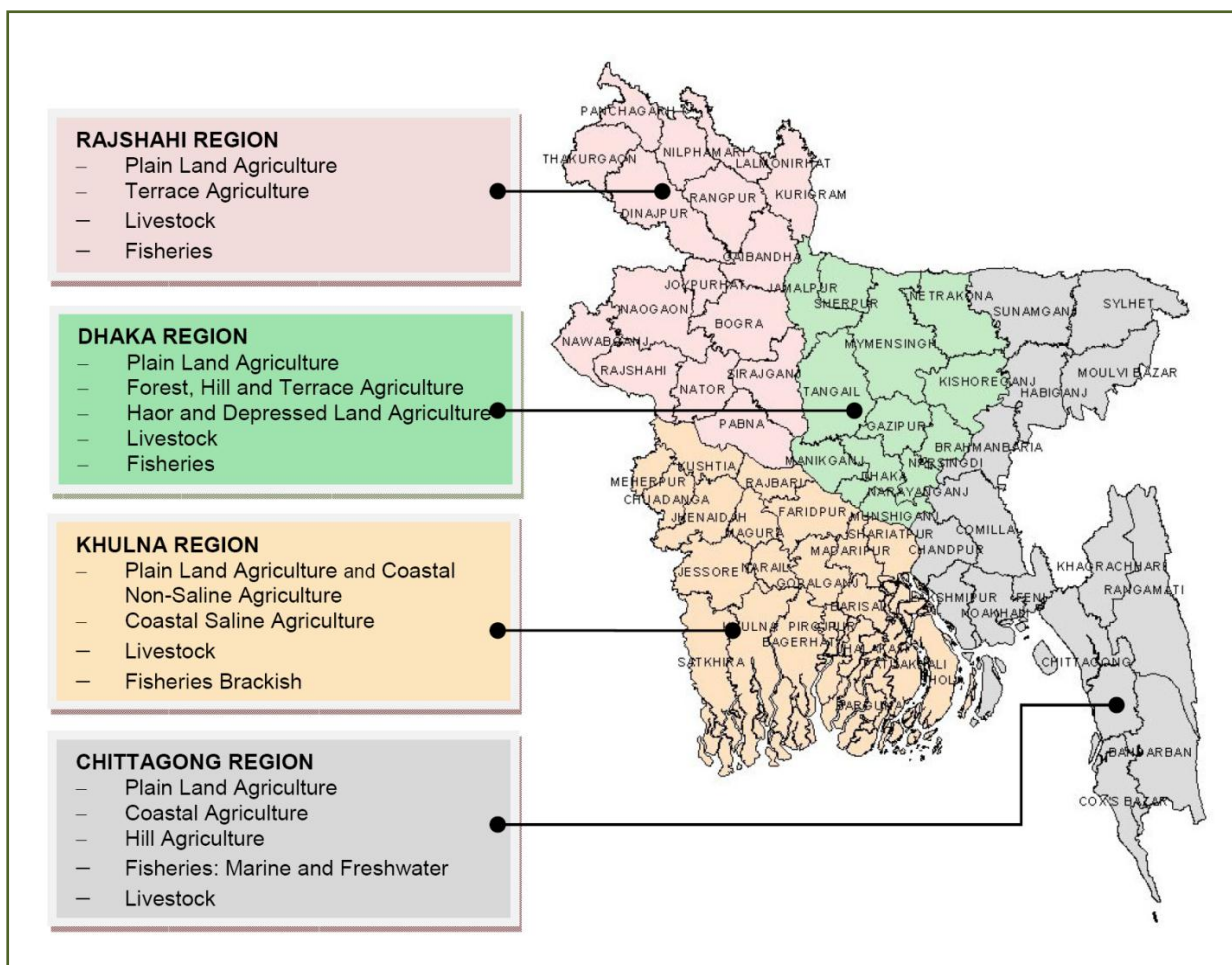 RAJSHAHI REGION
– Plain Land Agriculture
– Terrace Agriculture
– Livestock
– Fisheries
DHAKA REGION
– Plain Land Agriculture
– Forest, Hill and Terrace Agriculture
– Haor and Depressed Land Agriculture
– Livestock
– Fisheries
KHULNA REGION
– Plain Land Agriculture and Coastal
Non-Saline Agriculture
– Coastal Saline Agriculture
– Livestock
– Fisheries Brackish
CHITTAGONG REGION
– Plain Land Agriculture
– Coastal Agriculture
– Hill Agriculture
– Fisheries: Marine and Freshwater
– Livestock
PANCHAGARH
THAKURGAON
NILPHAMARI
LALMONIRHAT
DINAJPUR
RANGPUR
KURIGRAM
GAIBANDHA
JOYPURHAT
JAMALPUR
SHERPUR
NETRAKONA
SUNAMGANJ
SYLHET
NAOGAON
BOGRA
MYMENSINGH
NAWABGANJ
RAJSHAHI
NATOR
SIRAJGANJ
TANGAIL
KISHOREGANJ
HABIGANJ
MOULVI BAZAR
PABNA
GAZIPUR
BRAHMANBARIA
KUSHTIA
MANIKGANJ
DHAKA
NARSINGDI
MEHERPUR
CHUADANGA
RAJBARI
NARAYANGANJ
JHENAIDAH
MAGURA
FARIDPUR
MUNSHIGANJ
SHARIATPUR
COMILLA
JESSORE
NARAIL
MADARIPUR
CHANDPUR
GOPALGANJ
KHAGRACHHARI
RANGAMATI
BARISAL
LAKSHMIPUR
FENI
NOAKHALI
KHULNA
PIROJPUR
BAGERHAT
JHALAKATI
SATKHIRA
PATUAKHALI
BHOLA
BARGUNA
CHITTAGONG
BANDARBAN
COX'S BAZAR